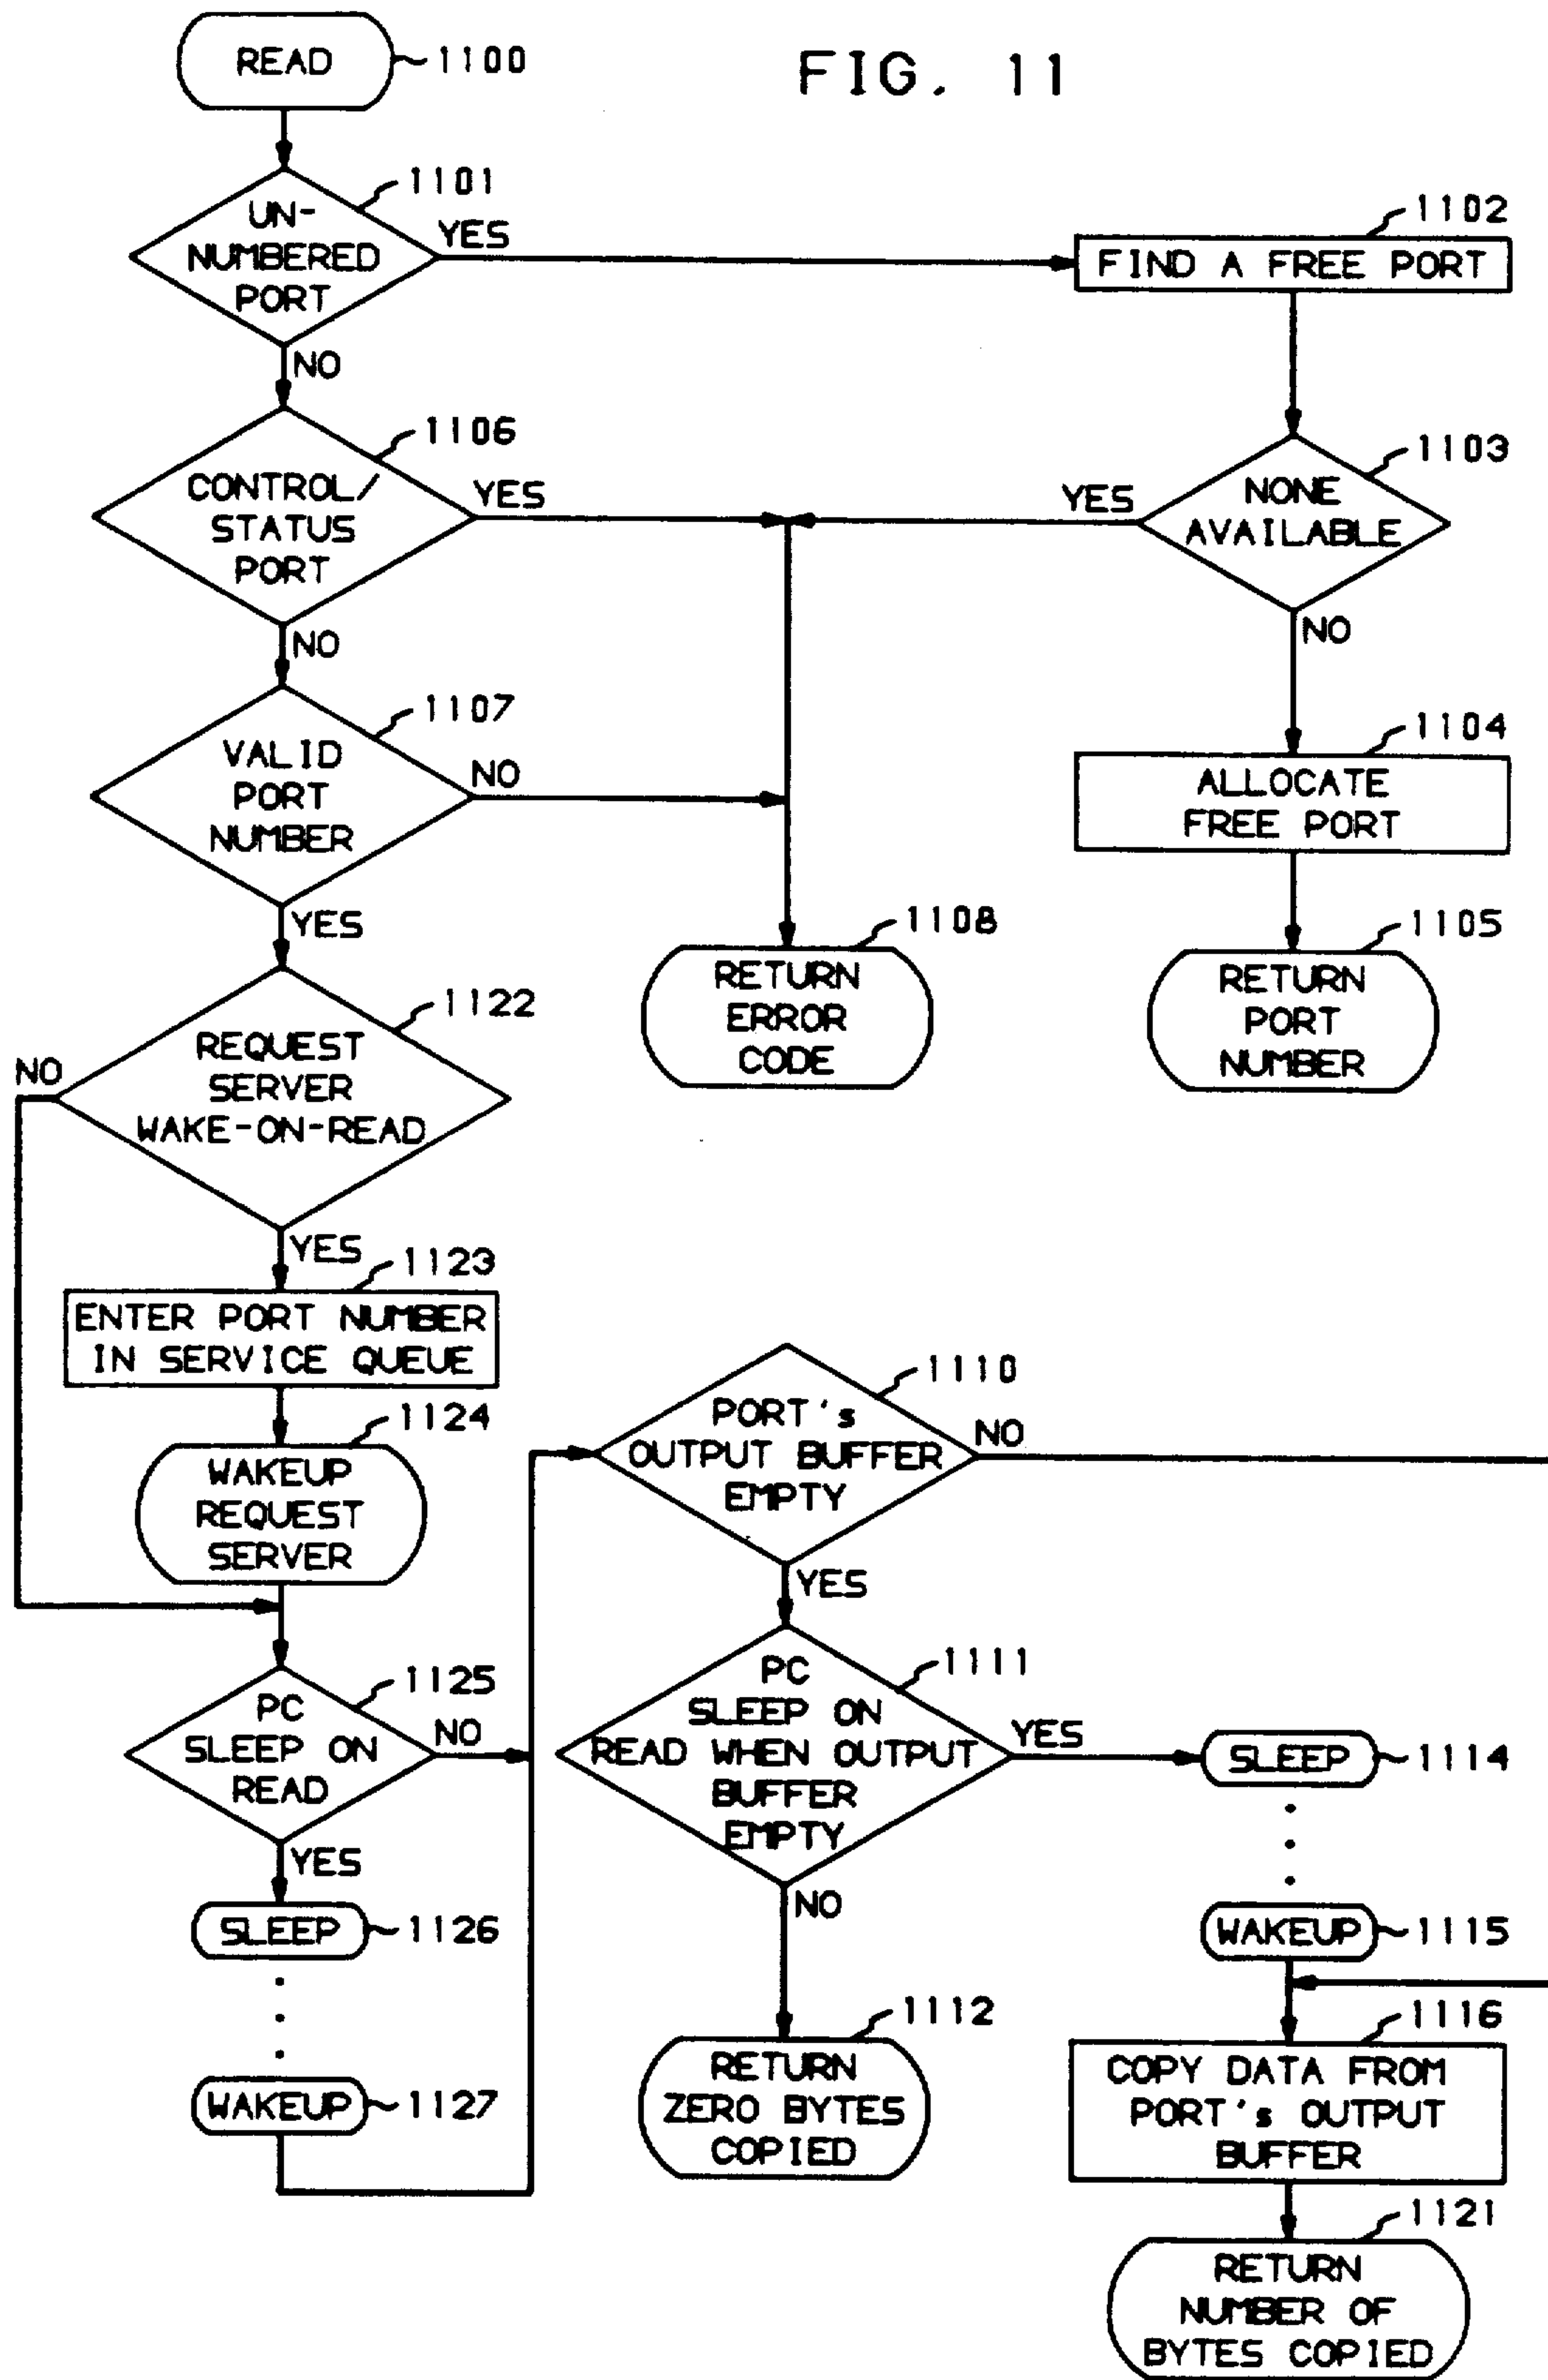 FIG. 11
READ
1100
1101
UN-
NUMBERED
PORT
YES
NO
1102
FIND A FREE PORT
1106
CONTROL/
STATUS
PORT
YES
NO
1103
NONE
AVAILABLE
YES
NO
1107
VALID
PORT
NUMBER
NO
YES
1104
ALLOCATE
FREE PORT
1108
RETURN
ERROR
CODE
1105
RETURN
PORT
NUMBER
1122
REQUEST
SERVER
WAKE-ON-READ
NO
YES
1123
ENTER PORT NUMBER
IN SERVICE QUEUE
1124
WAKEUP
REQUEST
SERVER
1110
PORT's
OUTPUT BUFFER
EMPTY
NO
YES
1125
PC
SLEEP ON
READ
NO
YES
1111
PC
SLEEP ON
READ WHEN OUTPUT
BUFFER
EMPTY
YES
NO
SLEEP
1114
SLEEP
1126
WAKEUP
1115
WAKEUP
1127
1112
RETURN
ZERO BYTES
COPIED
1116
COPY DATA FROM
PORT's OUTPUT
BUFFER
1121
RETURN
NUMBER OF
BYTES COPIED